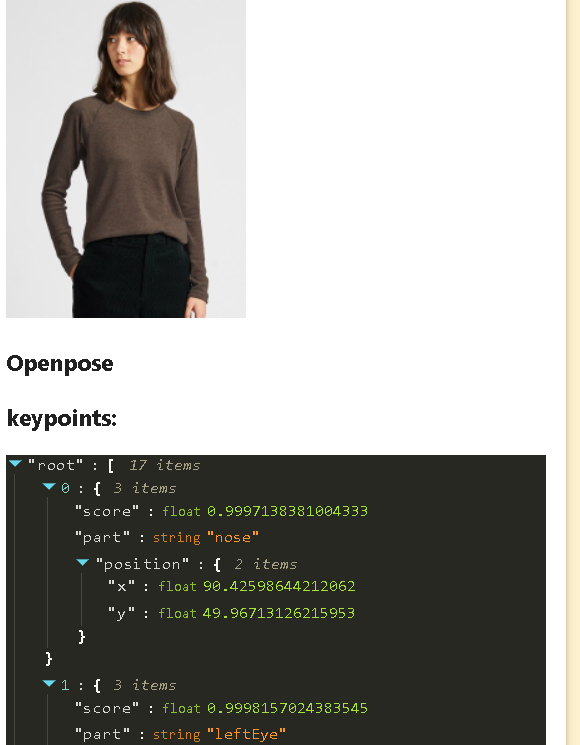 Openpose
keypoints:
"root" : [ 17 items
0 : { 3 items
"score" : float 0.9997138381004333
"part" : string "nose"
"position" : { 2 items
"x" : float 90.42598644212062
"y" : float 49.96713126215953
}
}
1 : { 3 items
"score" : float 0.9998157024383545
"part" : string "leftEye"